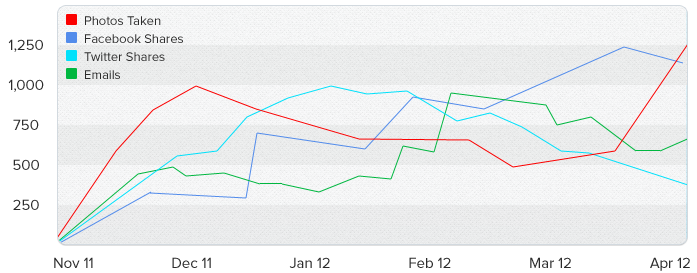 Photos Taken
Facebook Shares
Twitter Shares
Emails
1,250
1,000
750
500
250
Nov 11 Dec 11 Jan 12 Feb 12 Mar 12 Apr 12